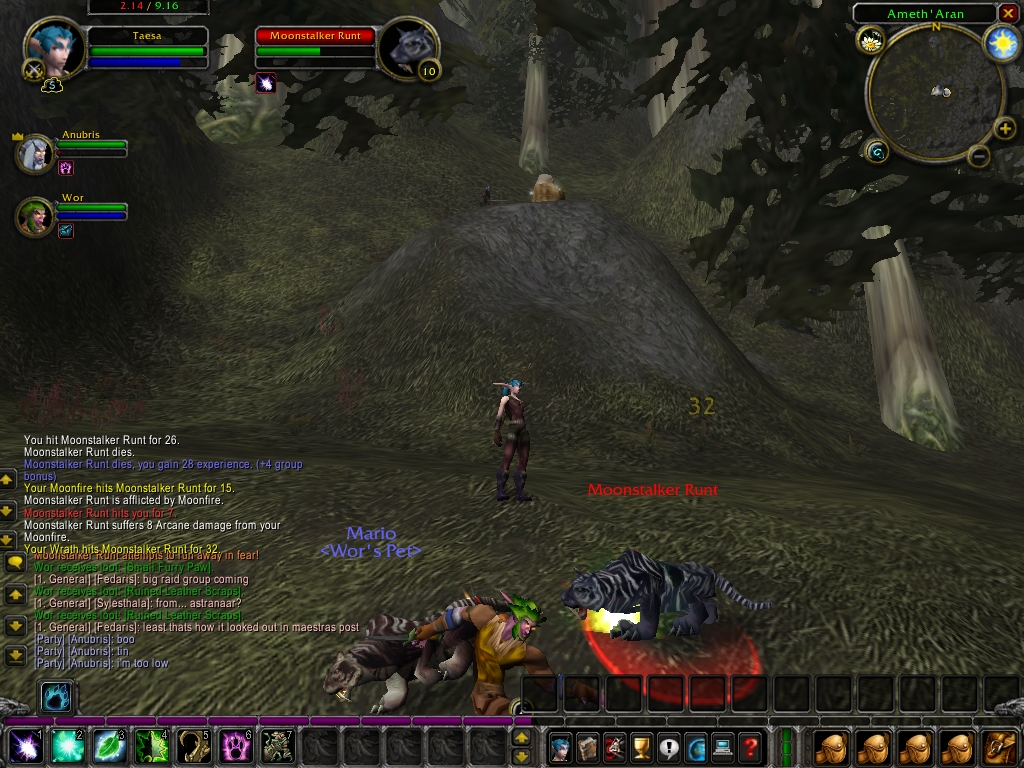 2.14 / 9.16
Taesa
5
Moonstalker Runt
10
Ameth'Aran
N
Anubris
Wor
32
Moonstalker Runt
Mario
<Wor's Pet>
You hit Moonstalker Runt for 26.
Moonstalker Runt dies.
Moonstalker Runt dies, you gain 28 experience. (+4 group
bonus)
Your Moonfire hits Moonstalker Runt for 15.
Moonstalker Runt is afflicted by Moonfire.
Moonstalker Runt hits you for 7.
Moonstalker Runt suffers 8 Arcane damage from your
Moonfire.
Your Wrath hits Moonstalker Runt for 32.
Moonstalker Runt attempts to run away in fear!
Wor receives loot: [Small Furry Paw].
[1. General] [Fedaris]: big raid group coming
Wor receives loot: [Ruined Leather Scraps].
[1. General] [Sylesthala]: from... astranaar?
Wor receives loot: [Ruined Leather Scraps].
[1. General] [Fedaris]: least thats how it looked out in maestras post
[Party] [Anubris]: boo
[Party] [Anubris]: tin
[Party] [Anubris]: i'm too low
1 2 3 4 5 6 7